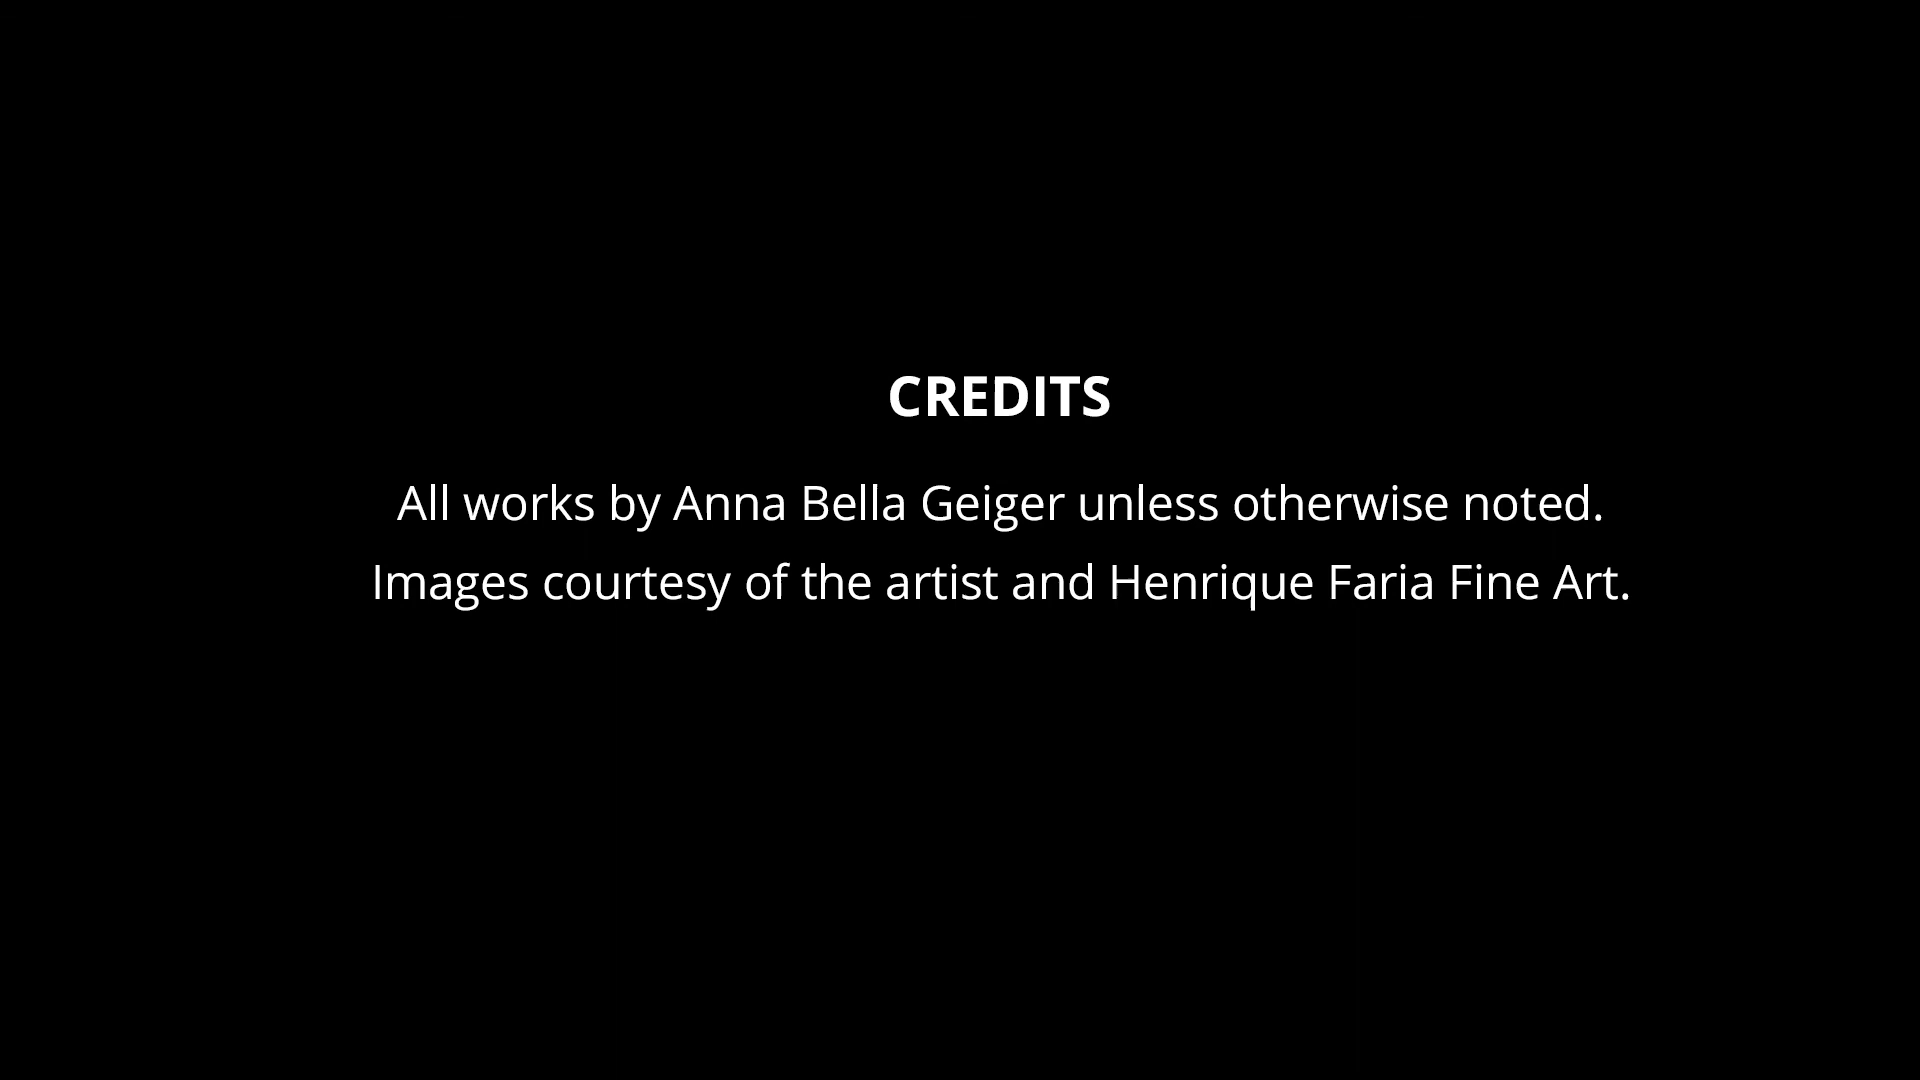 CREDITS
All works by Anna Bella Geiger unless otherwise noted.
Images courtesy of the artist and Henrique Faria Fine Art.